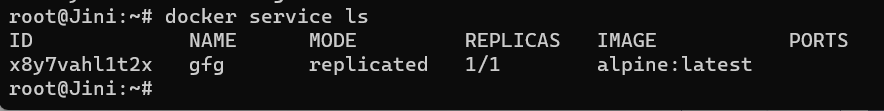 root@Jini:~# docker service ls
ID NAME MODE REPLICAS IMAGE PORTS
x8y7vahl1t2x gfg replicated 1/1 alpine:latest
root@Jini:~#